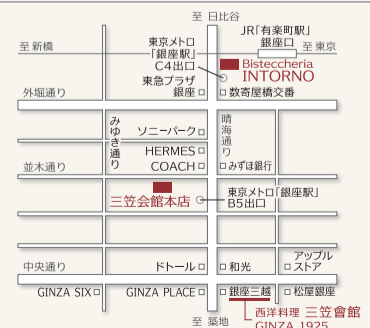 至 日比谷
JR「有楽町駅」
銀座口
至 新橋
東京メトロ
「銀座駅」
C4出口
至 東京
Bisteccheria
INTORNO
東急プラザ
銀座
数寄屋橋交番
外堀通り
みゆき通り
ソニーパーク
晴海通り
HERMES
並木通り
COACH
みずほ銀行
三笠会館本店
東京メトロ「銀座駅」
B5出口
中央通り
ドトール
和光
アップル
ストア
GINZA SIX
GINZA PLACE
銀座三越
松屋銀座
西洋料理 三笠會館
GINZA 1925
至 築地